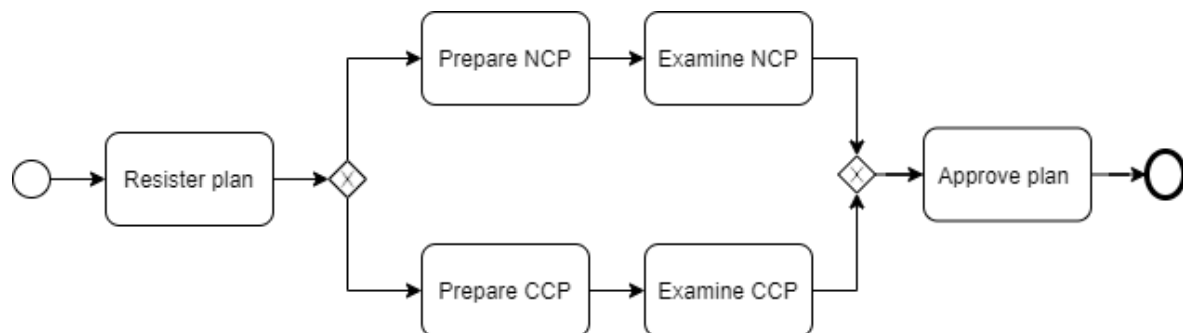 Prepare NCP
Examine NCP
Resister plan
X
X
Approve plan
Prepare CCP
Examine CCP